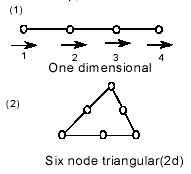 (1)
1 2 3 4
One dimensional
(2)
Six node triangular(2d)